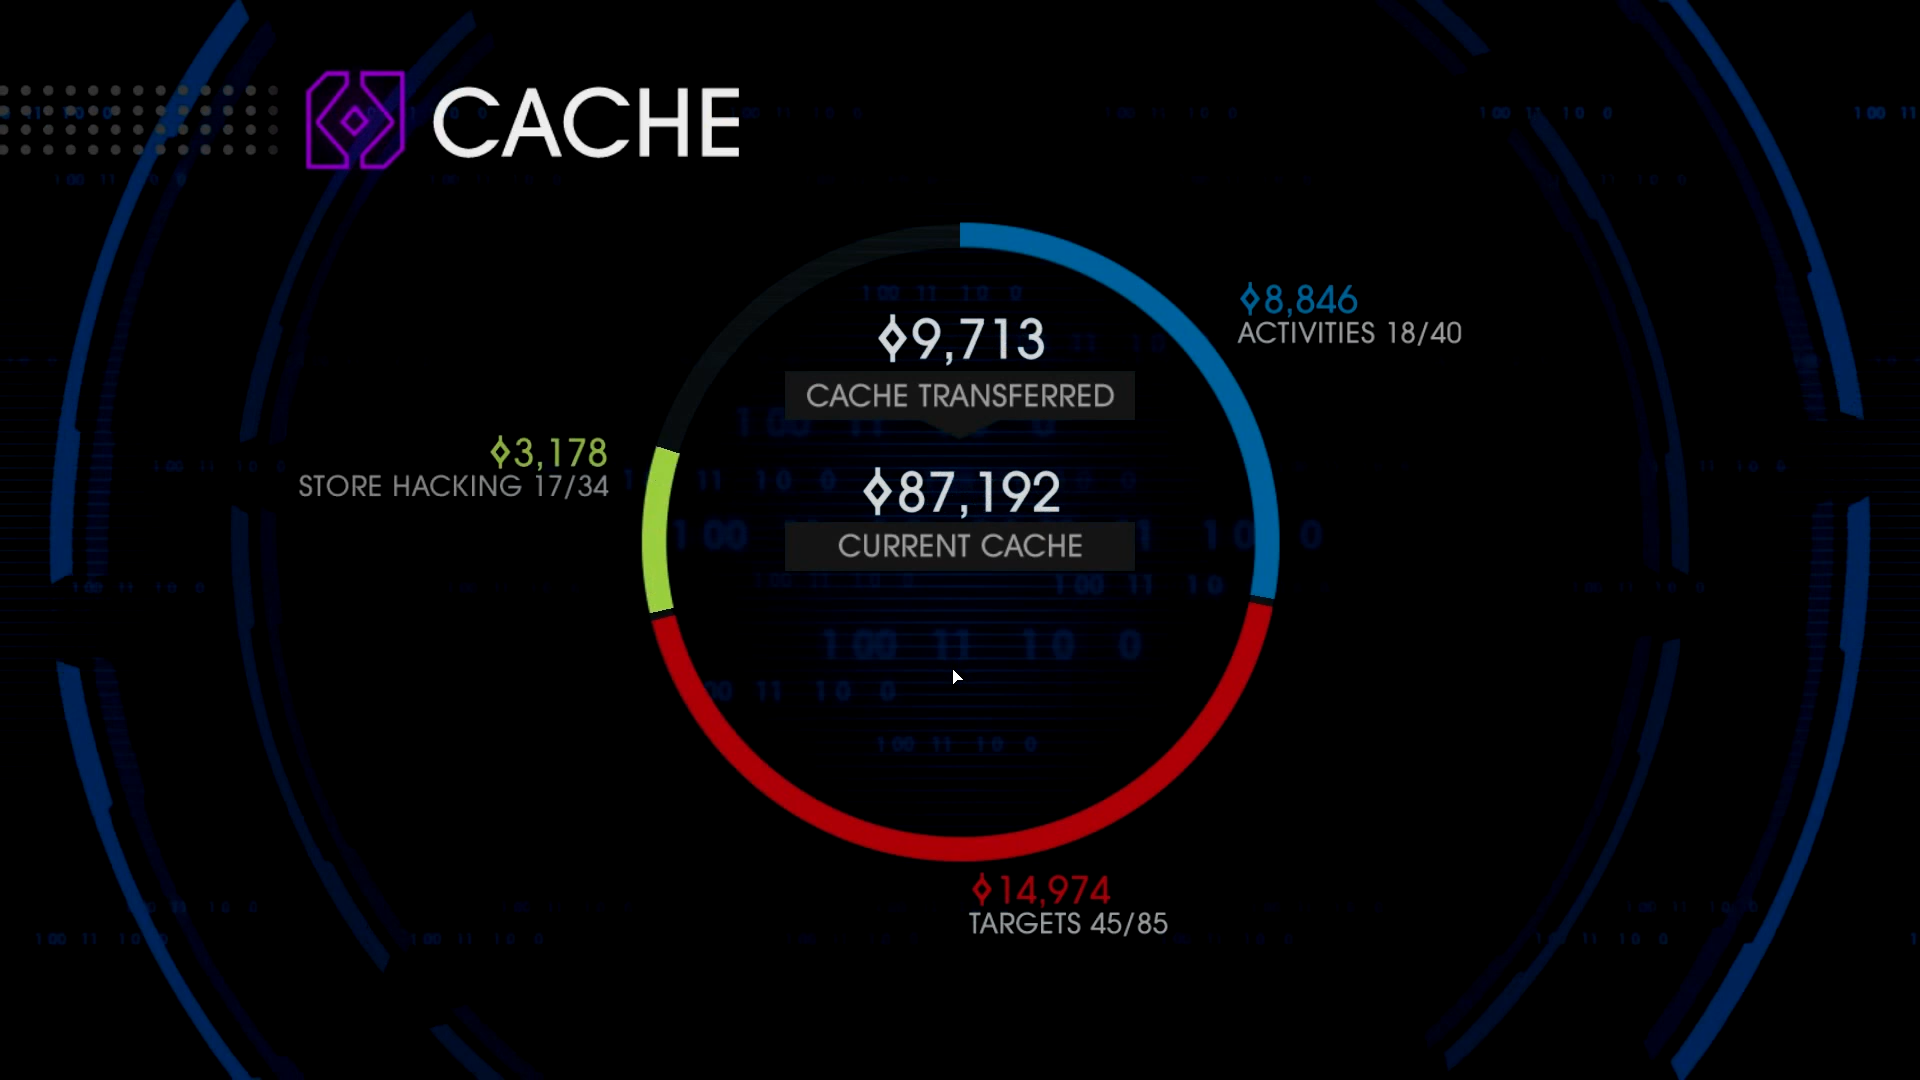 CACHE
8,846
ACTIVITIES 18/40
9,713
CACHE TRANSFERRED
3,178
STORE HACKING 17/34
87,192
CURRENT CACHE
14,974
TARGETS 45/85